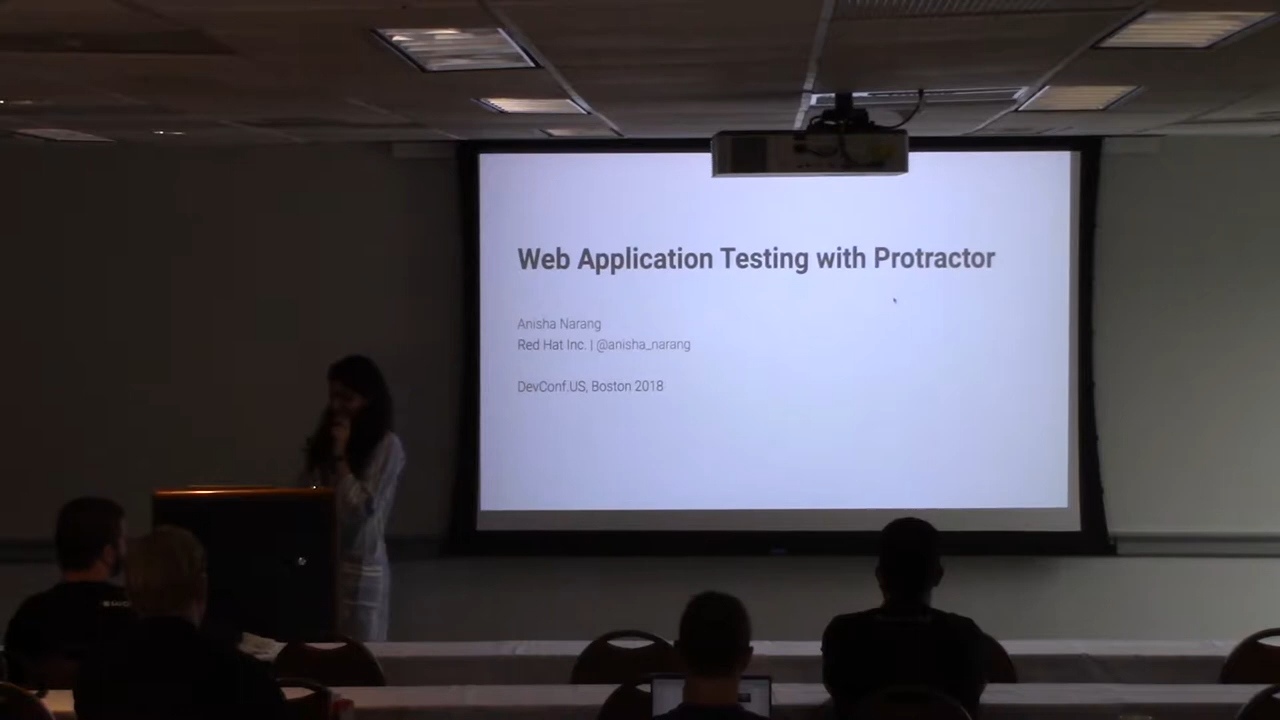 Web Application Testing with Protractor
Anisha Narang
Red Hat Inc. | @anisha_narang
DevConf.US, Boston 2018